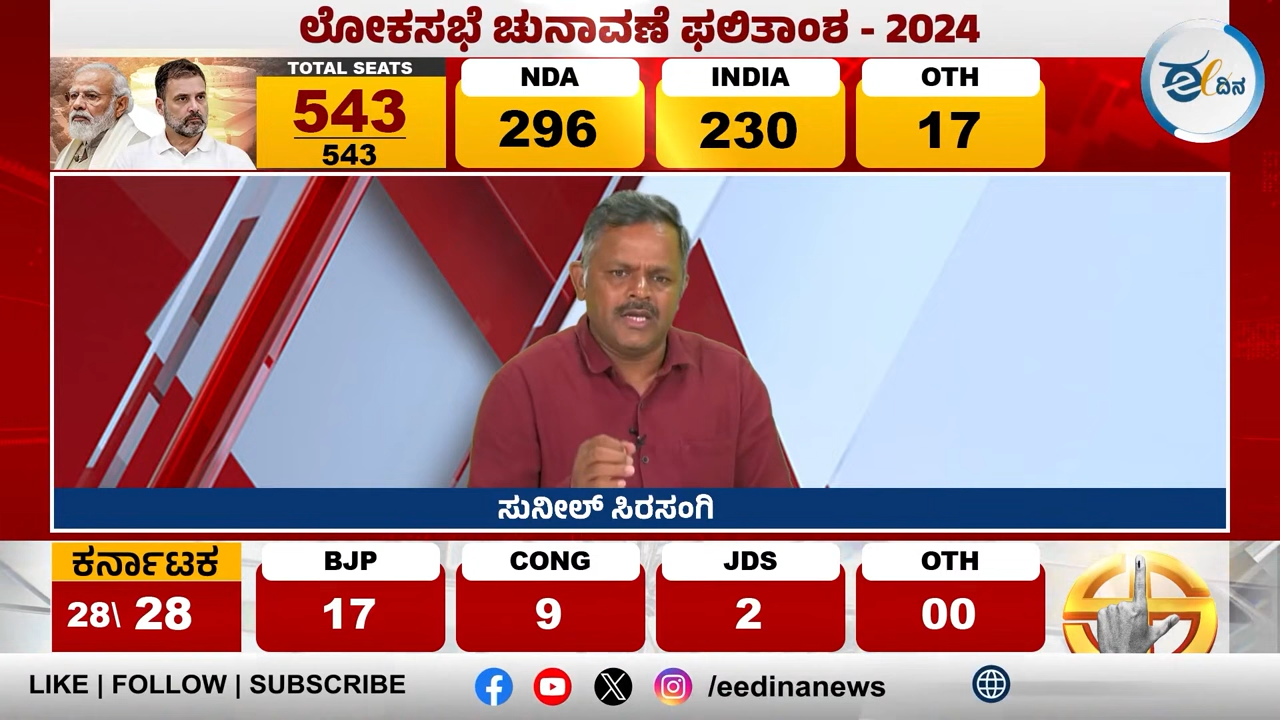 ಲೋಕಸಭೆ ಚುನಾವಣೆ ಫಲಿತಾಂಶ - 2024
ಈದಿನ
TOTAL SEATS
543
543
NDA
296
INDIA
230
OTH
17
ಸುನೀಲ್ ಸಿರಸಂಗಿ
ಕರ್ನಾಟಕ
28\ 28
BJP
17
CONG
9
JDS
2
OTH
00
LIKE | FOLLOW | SUBSCRIBE
/eedinanews